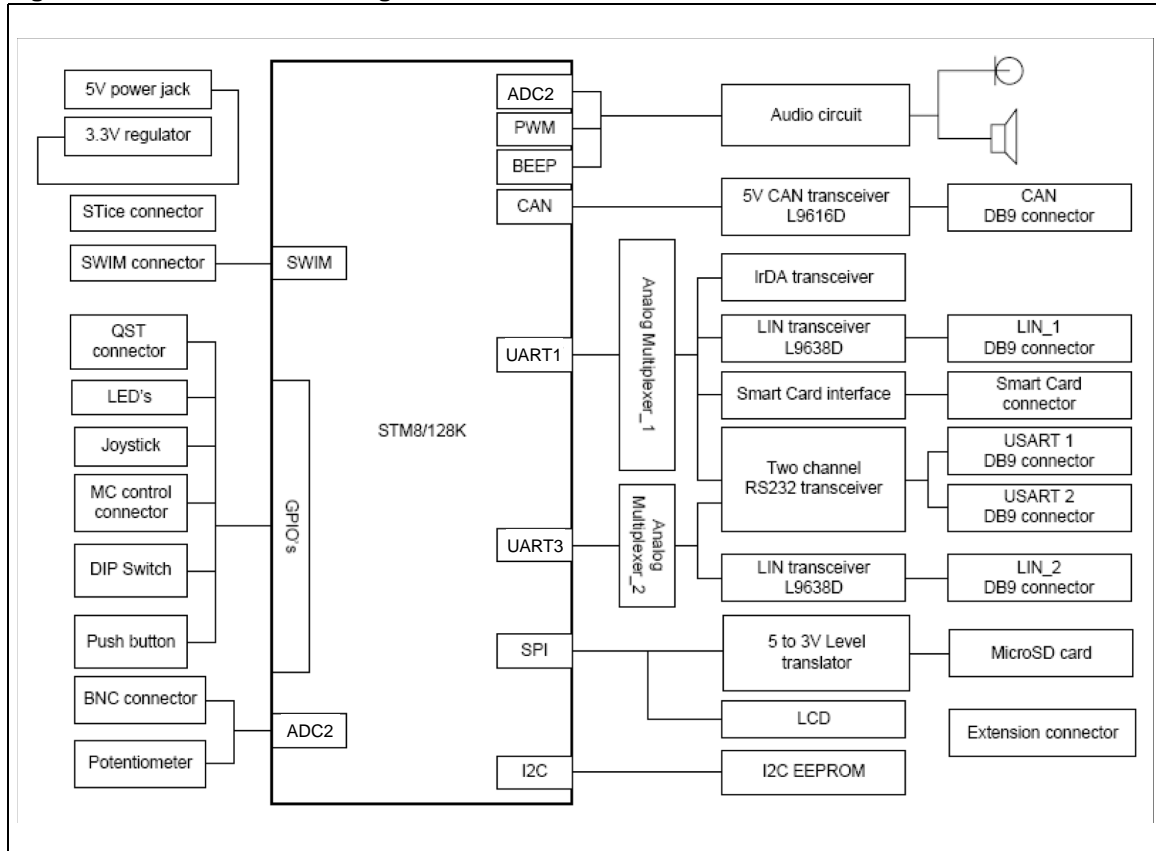 5V power jack
3.3V regulator
STice connector
SWIM connector
QST
connector
LED's
Joystick
MC control
connector
DIP Switch
Push button
BNC connector
Potentiometer
SWIM
GPIO's
ADC2
STM8/128K
ADC2
PWM
BEEP
CAN
UART1
UART3
SPI
I2C
Analog Multiplexer_1
Analog
Multiplexer_2
Audio circuit
5V CAN transceiver
L9616D
CAN
DB9 connector
IrDA transceiver
LIN transceiver
L9638D
LIN_1
DB9 connector
Smart Card interface
Smart Card
connector
Two channel
RS232 transceiver
USART 1
DB9 connector
USART 2
DB9 connector
LIN transceiver
L9638D
LIN_2
DB9 connector
5 to 3V Level
translator
MicroSD card
LCD
Extension connector
I2C EEPROM